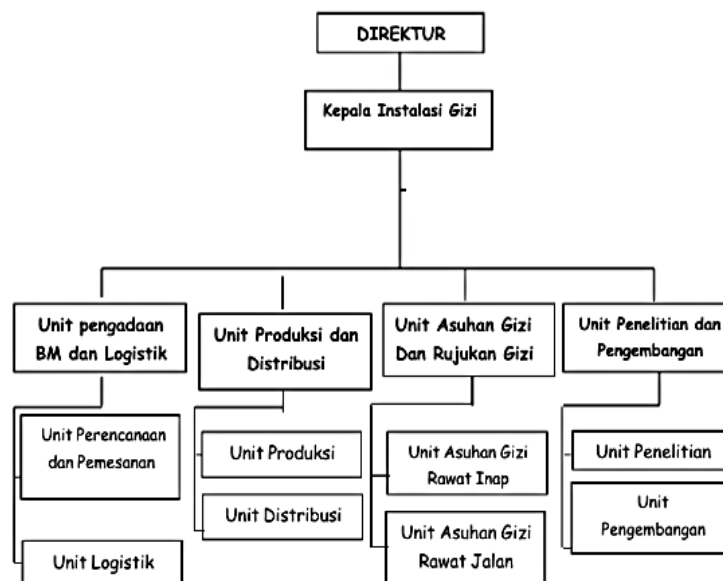 DIREKTUR
Kepala Instalasi Gizi
Unit pengadaan
BM dan Logistik
Unit Produksi dan
Distribusi
Unit Asuhan Gizi
Dan Rujukan Gizi
Unit Penelitian dan
Pengembangan
Unit Perencanaan
dan Pemesanan
Unit Logistik
Unit Produksi
Unit Distribusi
Unit Asuhan Gizi
Rawat Inap
Unit Asuhan Gizi
Rawat Jalan
Unit Penelitian
Unit
Pengembangan